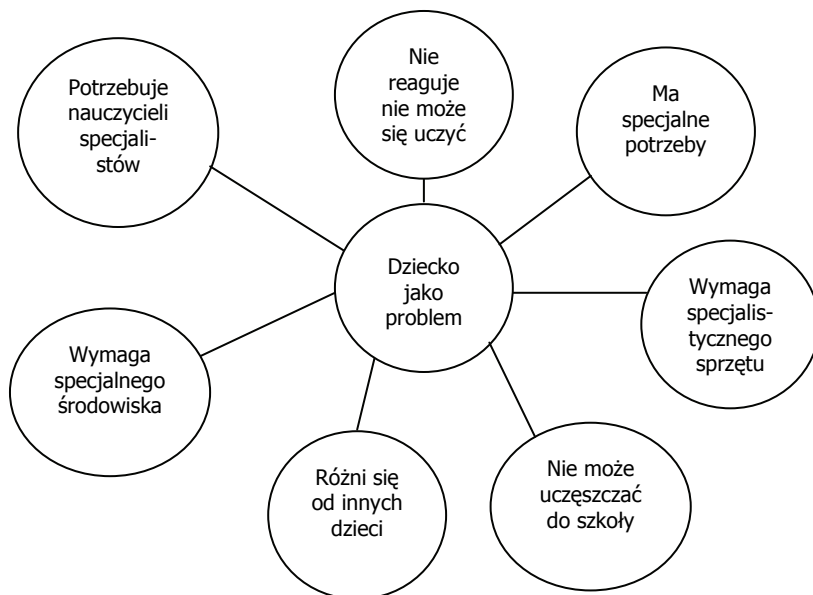 Potrzebuje
nauczycieli
specjali-
stów
Nie
reaguje
nie może
się uczyć
Ma
specjalne
potrzeby
Dziecko
jako
problem
Wymaga
specjalis-
tycznego
sprzętu
Wymaga
specjalnego
środowiska
Różni się
od innych
dzieci
Nie może
uczęszczać
do szkoły